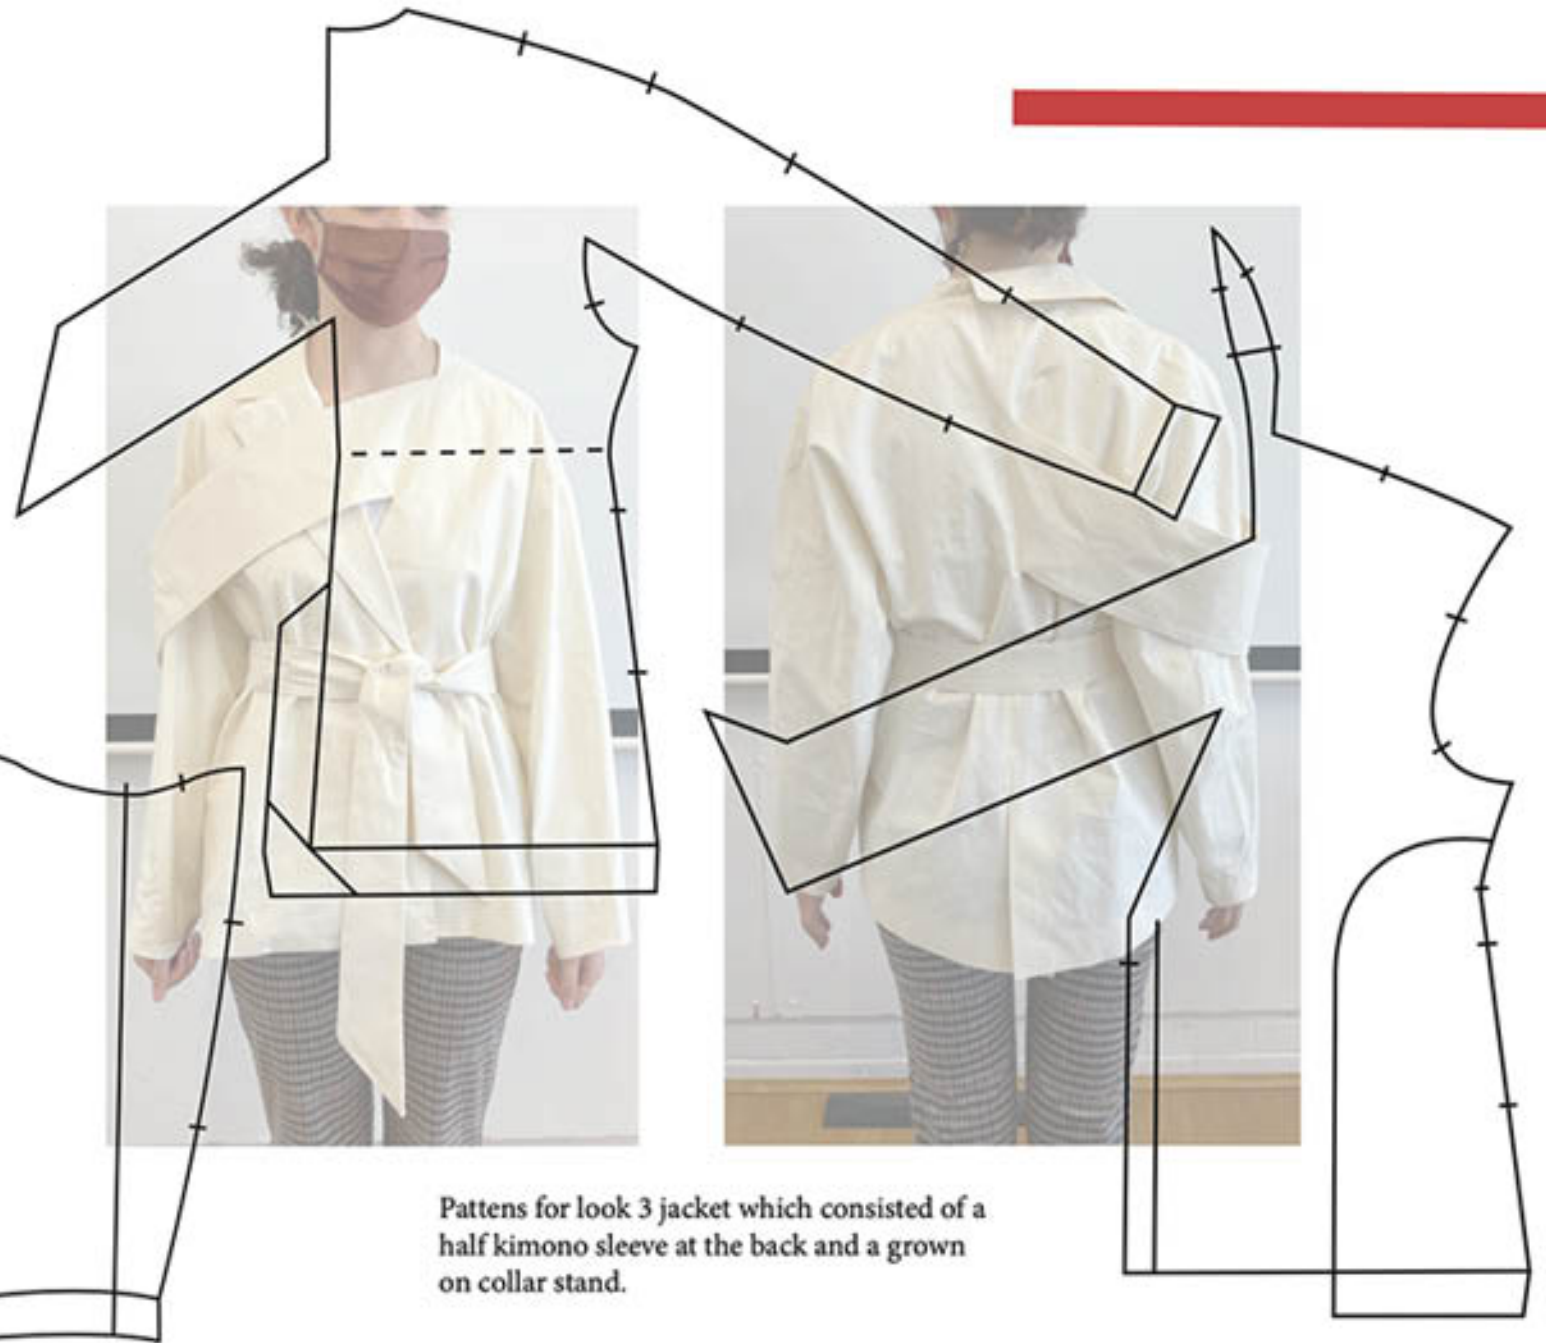 Pattens for look 3 jacket which consisted of a
half kimono sleeve at the back and a grown
on collar stand.